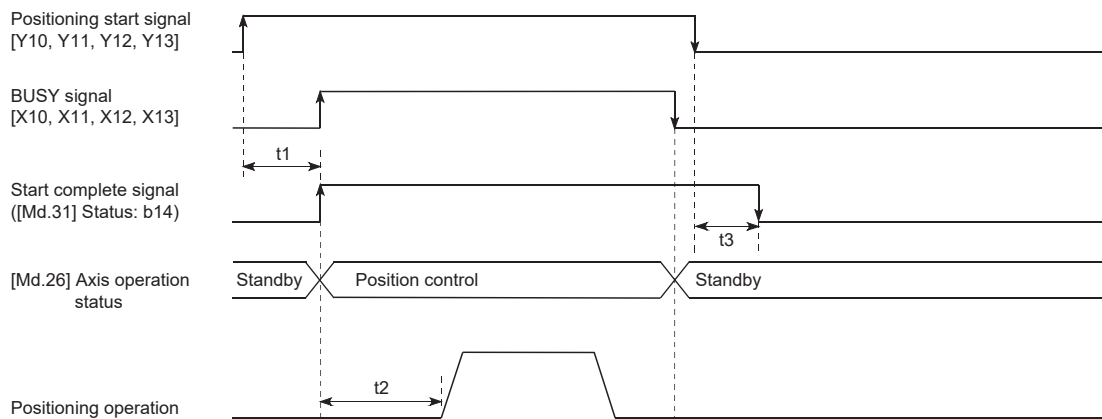 Positioning start signal
[Y10, Y11, Y12, Y13]
BUSY signal
[X10, X11, X12, X13]
t1
Start complete signal
([Md.31] Status: b14)
t3
[Md.26] Axis operation
status
Standby
Position control
Standby
t2
Positioning operation